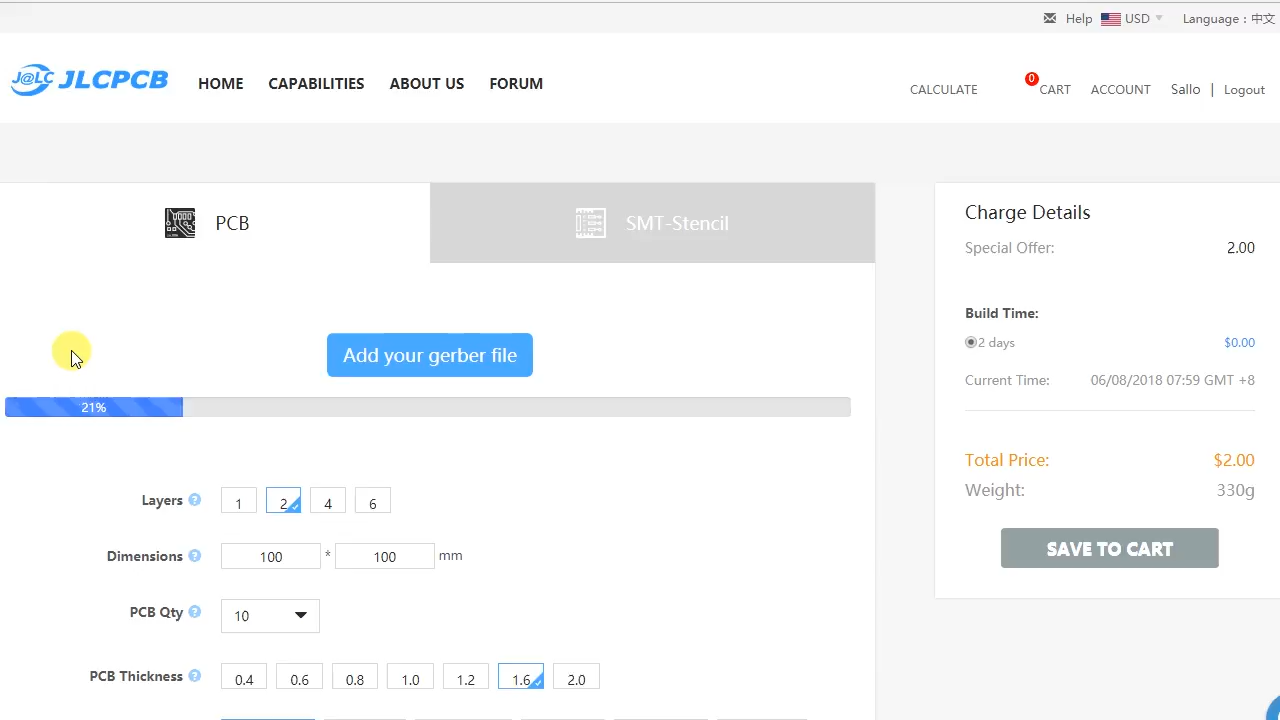 Help USD Language : 中文
J@LC JLCPCB HOME CAPABILITIES ABOUT US FORUM
CALCULATE 0 CART ACCOUNT Sallo | Logout
PCB
SMT-Stencil
Add your gerber file
21%
Layers ? 1 2 4 6
Dimensions ? 100 * 100 mm
PCB Qty ? 10
PCB Thickness ? 0.4 0.6 0.8 1.0 1.2 1.6 2.0
Charge Details
Special Offer: 2.00
Build Time:
2 days $0.00
Current Time: 06/08/2018 07:59 GMT +8
Total Price: $2.00
Weight: 330g
SAVE TO CART